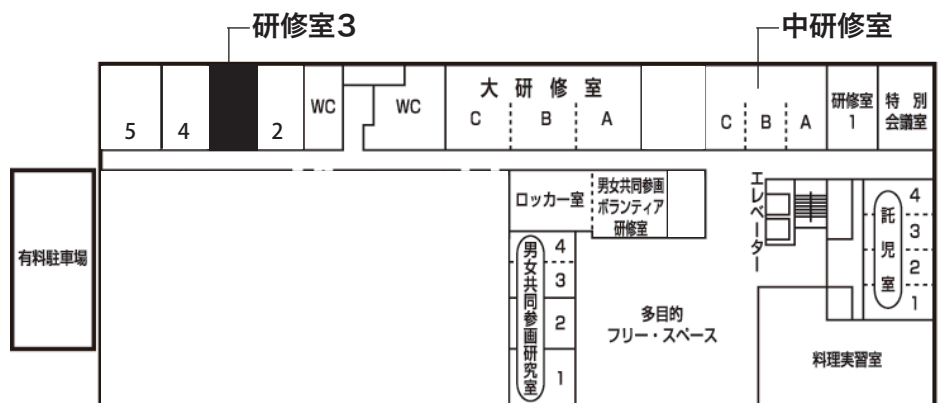 研修室3
中研修室
5
4
2
WC
WC
大研修室
C
B
A
C
B
A
研修室
1
特別
会議室
ロッカー室
男女共同参画
ボランティア
研修室
エレベーター
託児室
4
3
2
1
有料駐車場
男女共同参画研究室
4
3
2
1
多目的
フリー・スペース
料理実習室